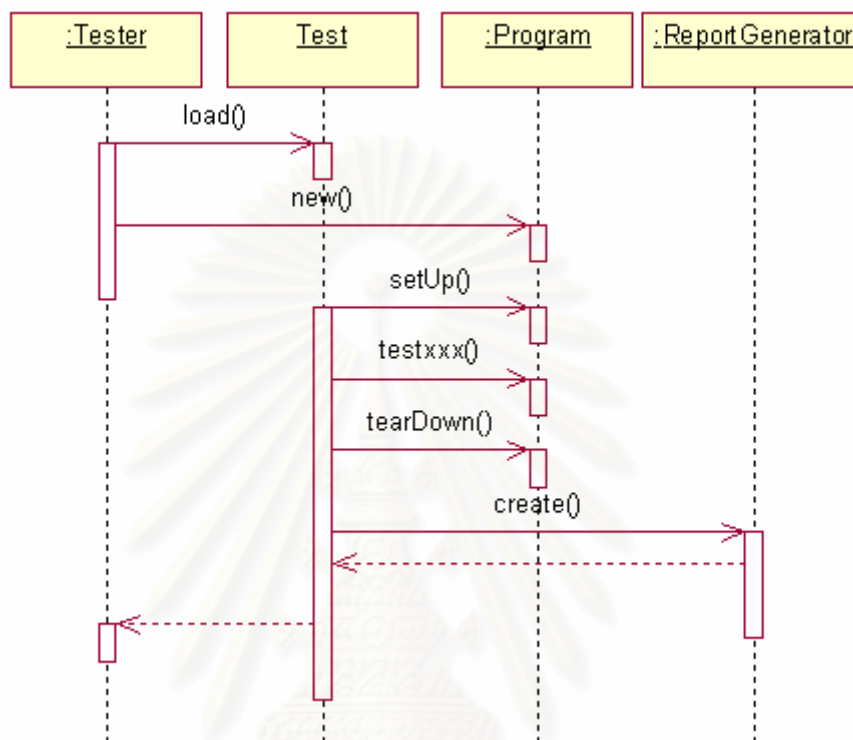 :Tester
Test
:Program
:ReportGenerator
load()
new()
setUp()
testxxx()
tearDown()
create()